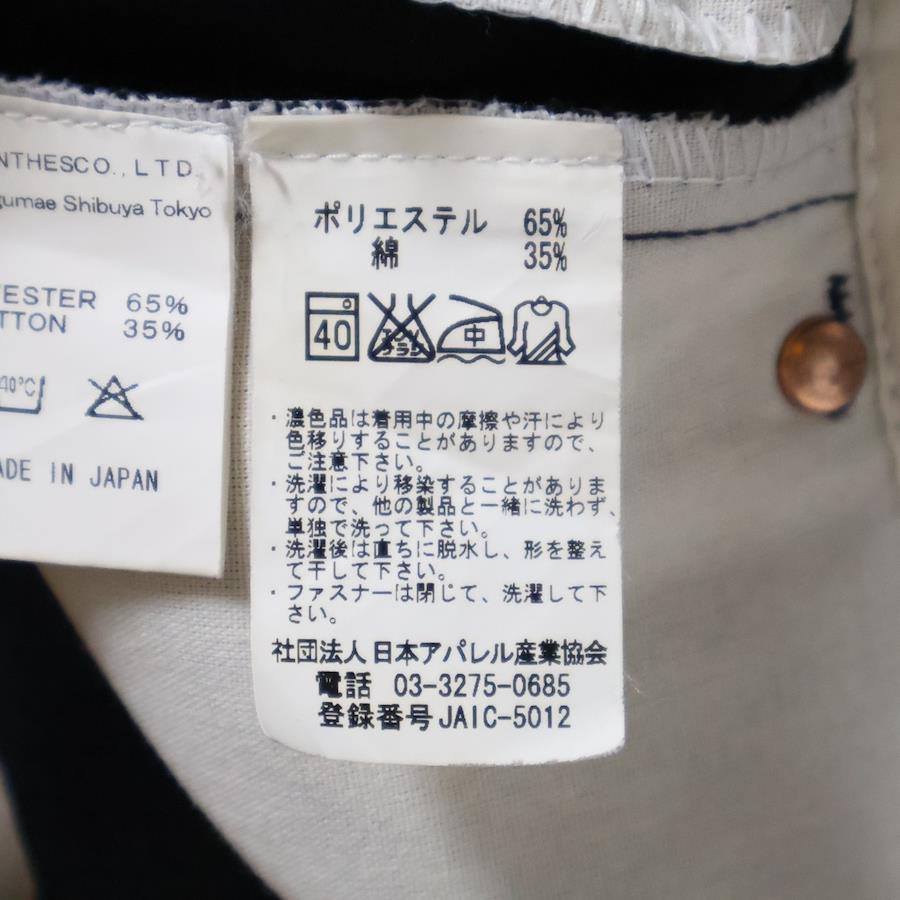 CO., LTD.
Shibuya Tokyo
65%
35%
40°C
MADE IN JAPAN
ポリエステル 65%
綿 35%
40
中
・濃色品は着用中の摩擦や汗により
色移りすることがありますので、
ご注意下さい。
・洗濯により移染することがありま
すので、他の製品と一緒に洗わず、
単独で洗って下さい。
・洗濯後は直ちに脱水し、形を整え
て干して下さい。
・ファスナーは閉じて、洗濯して下
さい。
社団法人 日本アパレル産業協会
電話 03-3275-0685
登録番号 JAIC-5012